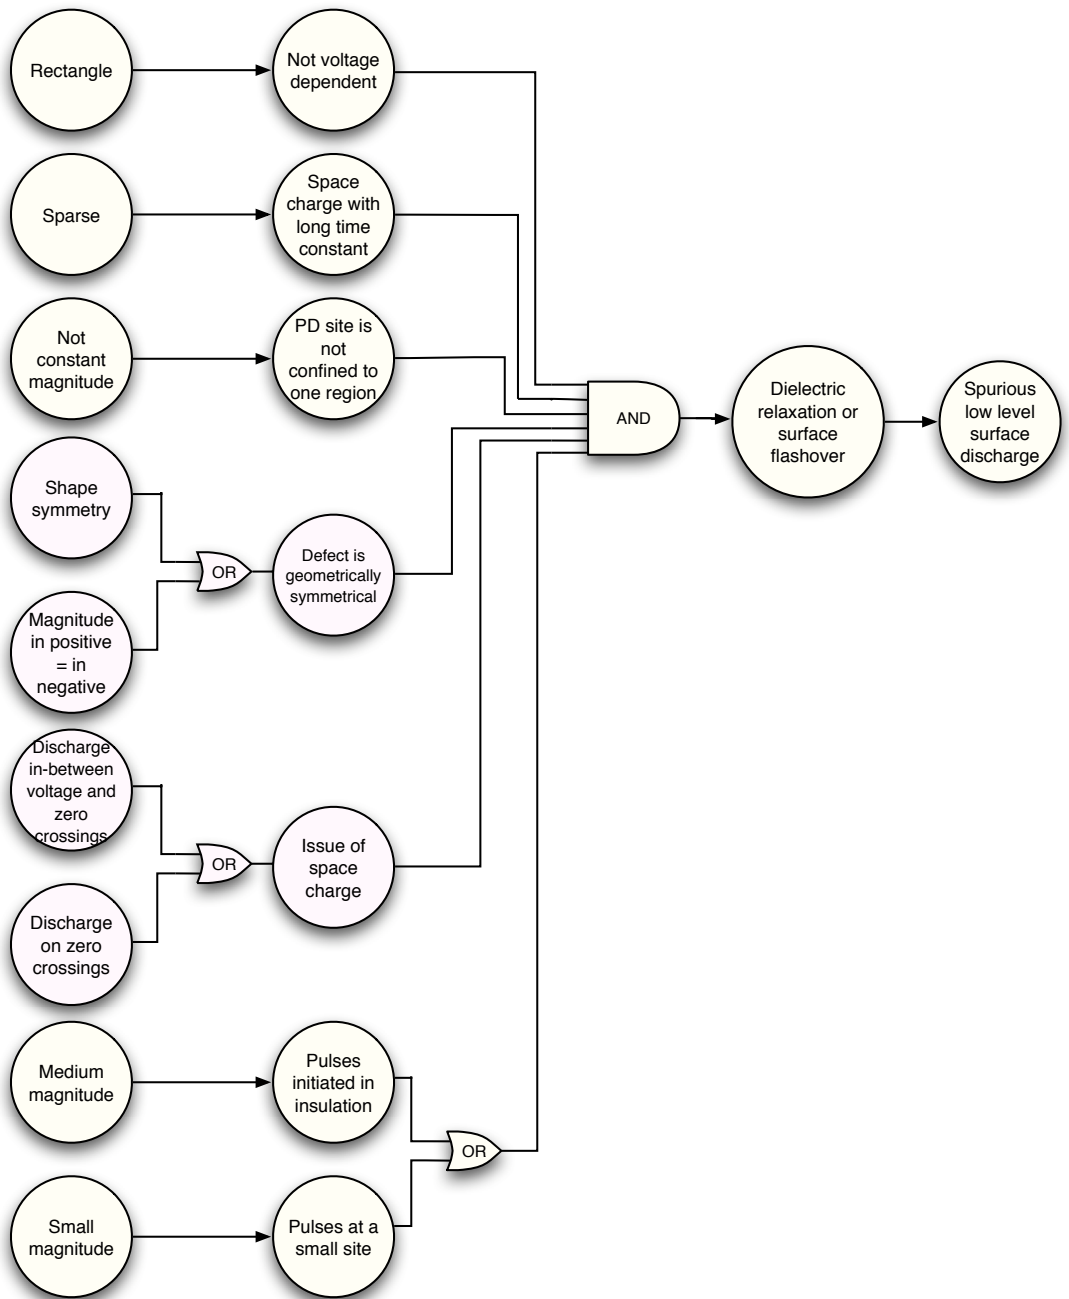 Rectangle
Not voltage
dependent
Sparse
Space
charge with
long time
constant
Not
constant
magnitude
PD site is
not
confined to
one region
AND
Dielectric
relaxation or
surface
flashover
Spurious
low level
surface
discharge
Shape
symmetry
OR
Defect is
geometrically
symmetrical
Magnitude
in positive
= in
negative
Discharge
in-between
voltage and
zero
crossings
OR
Issue of
space
charge
Discharge
on zero
crossings
Medium
magnitude
Pulses
initiated in
insulation
OR
Small
magnitude
Pulses at a
small site